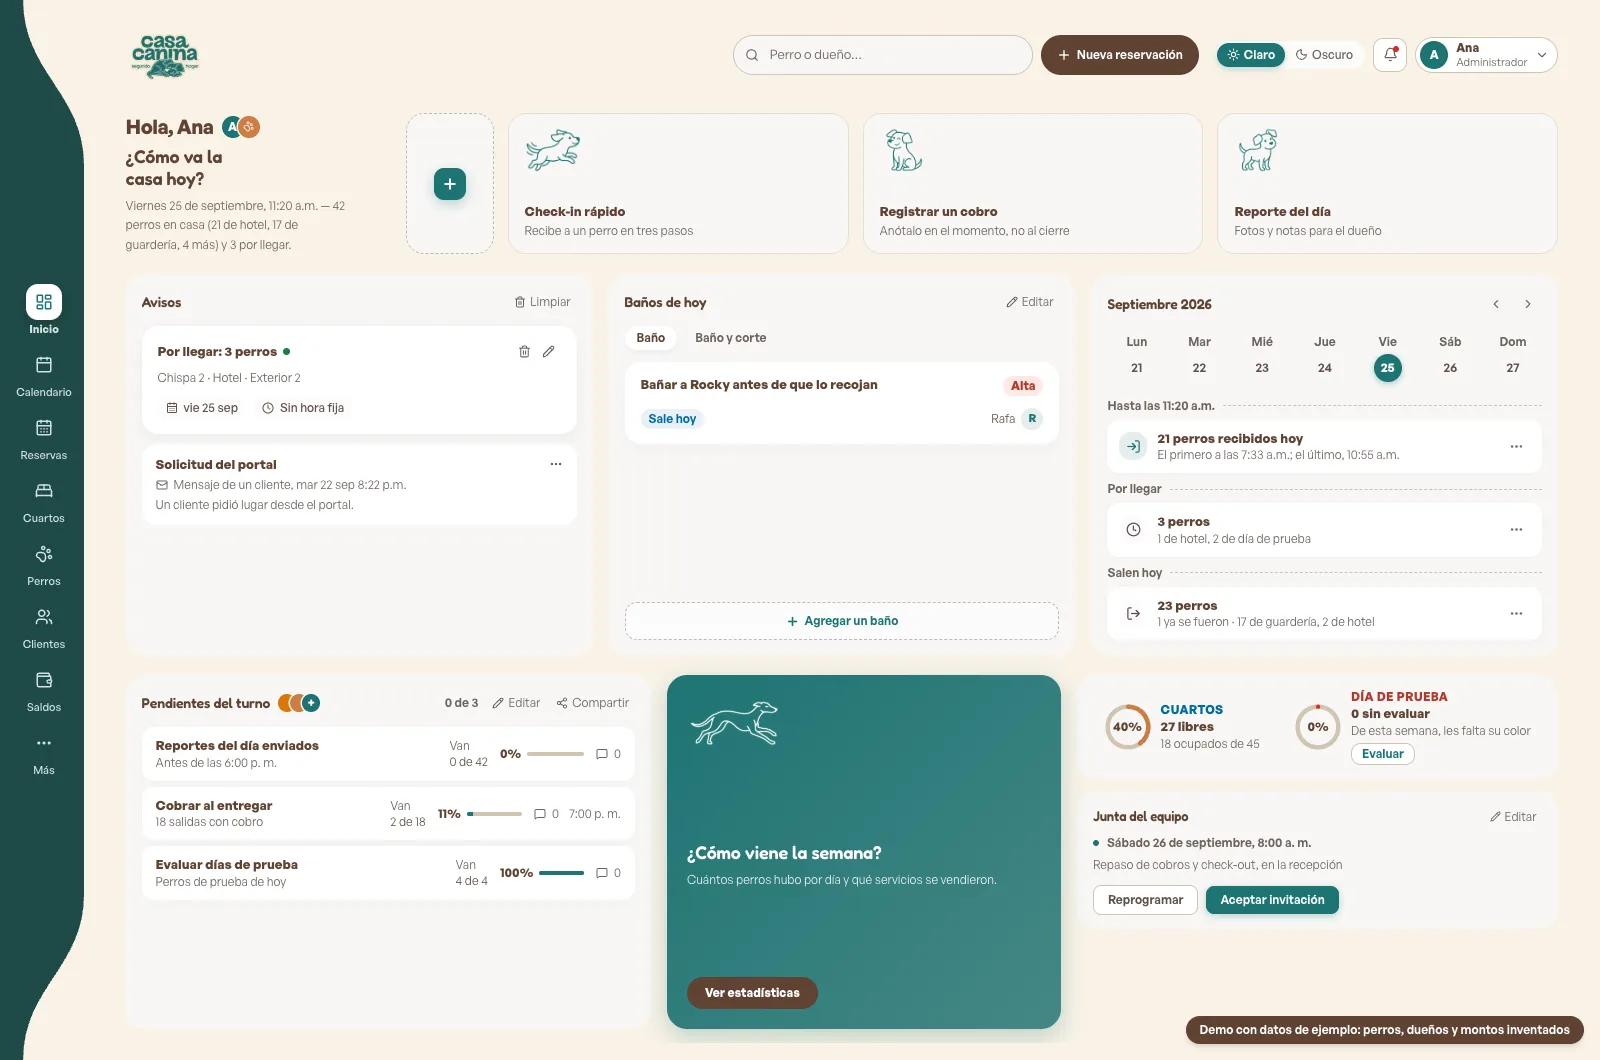 casa
canina
segundo hogar
Perro o dueño...
Nueva reservación
Claro
Oscuro
A
Ana
Administrador
Hola, Ana
A
¿Cómo va la
casa hoy?
Viernes 25 de septiembre, 11:20 a.m. — 42
perros en casa (21 de hotel, 17 de
guardería, 4 más) y 3 por llegar.
Check-in rápido
Recibe a un perro en tres pasos
Registrar un cobro
Anótalo en el momento, no al cierre
Reporte del día
Fotos y notas para el dueño
Inicio
Calendario
Reservas
Cuartos
Perros
Clientes
Saldos
Más
Avisos
Limpiar
Por llegar: 3 perros
Chispa 2 · Hotel · Exterior 2
vie 25 sep
Sin hora fija
Solicitud del portal
Mensaje de un cliente, mar 22 sep 8:22 p.m.
Un cliente pidió lugar desde el portal.
Baños de hoy
Editar
Baño
Baño y corte
Bañar a Rocky antes de que lo recojan
Alta
Sale hoy
Rafa
R
Agregar un baño
Septiembre 2026
Lun Mar Mié Jue Vie Sáb Dom
21 22 23 24 25 26 27
Hasta las 11:20 a.m.
21 perros recibidos hoy
El primero a las 7:33 a.m.; el último, 10:55 a.m.
Por llegar
3 perros
1 de hotel, 2 de día de prueba
Salen hoy
23 perros
1 ya se fueron · 17 de guardería, 2 de hotel
Pendientes del turno
0 de 3
Editar
Compartir
Reportes del día enviados
Antes de las 6:00 p. m.
Van
0 de 42
0%
0
Cobrar al entregar
18 salidas con cobro
Van
2 de 18
11%
0
7:00 p. m.
Evaluar días de prueba
Perros de prueba de hoy
Van
4 de 4
100%
0
¿Cómo viene la semana?
Cuántos perros hubo por día y qué servicios se vendieron.
Ver estadísticas
40%
CUARTOS
27 libres
18 ocupados de 45
0%
DÍA DE PRUEBA
0 sin evaluar
De esta semana, les falta su color
Evaluar
Junta del equipo
Editar
Sábado 26 de septiembre, 8:00 a. m.
Repaso de cobros y check-out, en la recepción
Reprogramar
Aceptar invitación
Demo con datos de ejemplo: perros, dueños y montos inventados